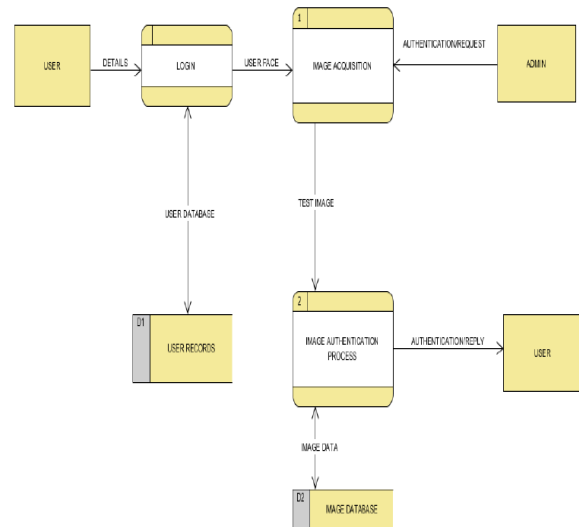 1
USER
DETAILS
LOGIN
USER FACE
IMAGE ACQUISITION
AUTHENTICATION/REQUEST
ADMIN
USER DATABASE
TEST IMAGE
D1
USER RECORDS
2
IMAGE AUTHENTICATION
PROCESS
AUTHENTICATION/REPLY
USER
IMAGE DATA
D2
IMAGE DATABASE